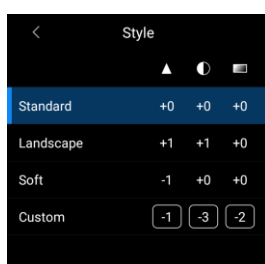 Style
Standard +0 +0 +0
Landscape +1 +1 +0
Soft -1 +0 +0
Custom -1 -3 -2